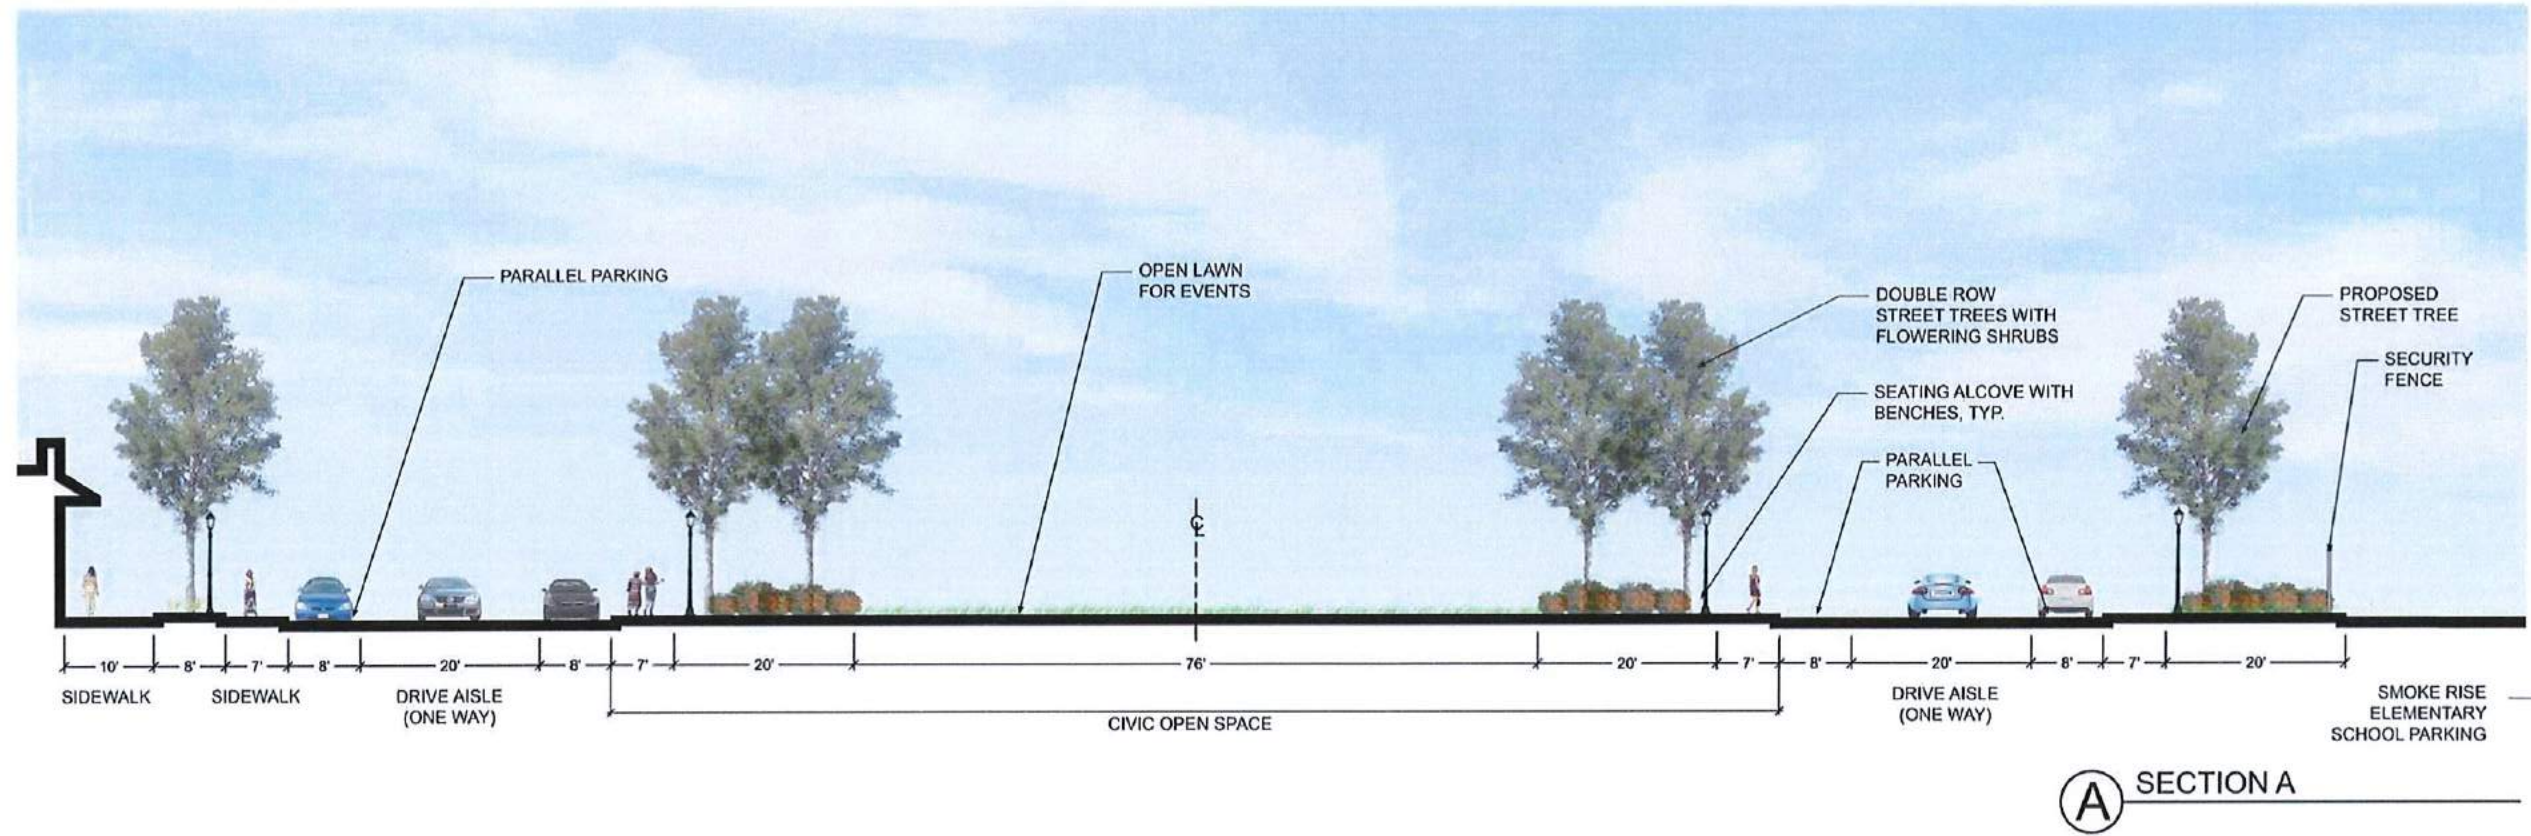 PARALLEL PARKING
OPEN LAWN
FOR EVENTS
DOUBLE ROW
STREET TREES WITH
FLOWERING SHRUBS
PROPOSED
STREET TREE
SECURITY
FENCE
SEATING ALCOVE WITH
BENCHES, TYP.
PARALLEL
PARKING
CL
10' 8' 7' 8' 20' 8' 7' 20' 76' 20' 7' 8' 20' 8' 7' 20'
SIDEWALK
SIDEWALK
DRIVE AISLE
(ONE WAY)
CIVIC OPEN SPACE
DRIVE AISLE
(ONE WAY)
SMOKE RISE
ELEMENTARY
SCHOOL PARKING
A SECTION A